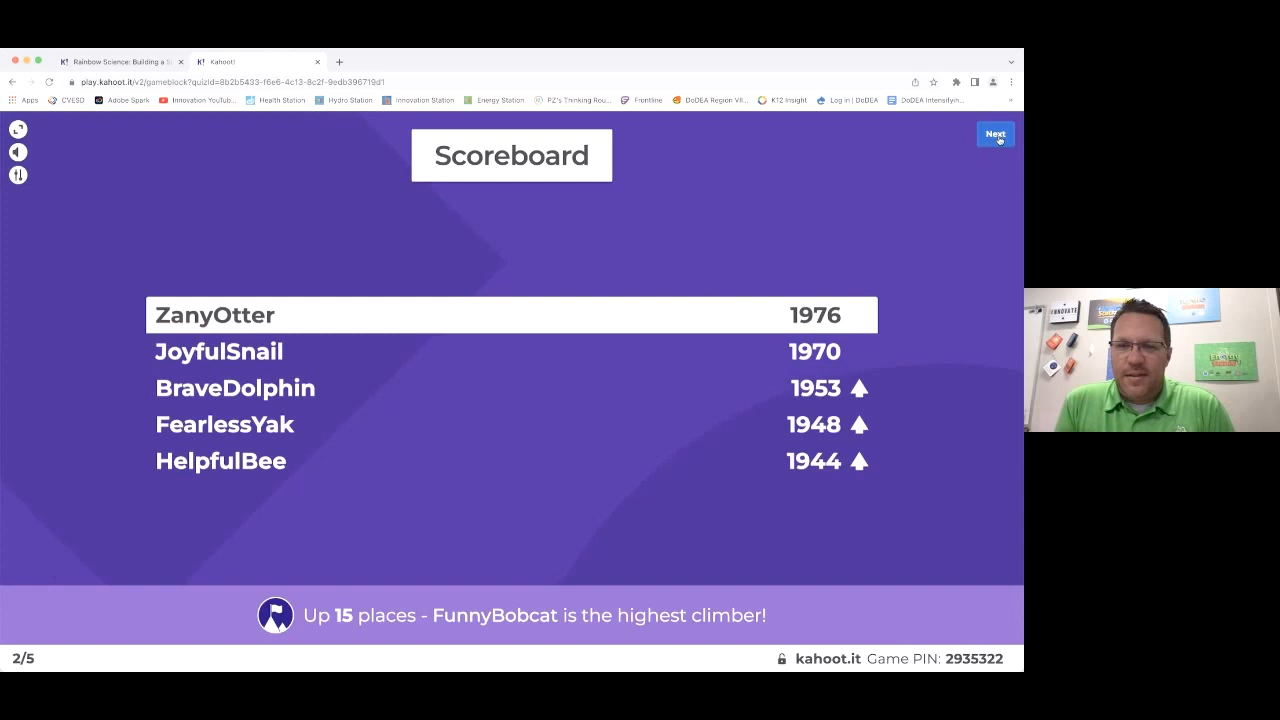 Rainbow Science: Building a S
Kahoot!
play.kahoot.it/v2/gameblock?quizId=8b2b5433-f6e6-4c13-8c2f-9edb396719d1
Apps CVESD Adobe Spark Innovation YouTub... Health Station Hydro Station Innovation Station Energy Station PZ's Thinking Rou... Frontline DoDEA Region VII... K12 Insight Log in | DoDEA DoDEA Intensifyin...
Next
Scoreboard
ZanyOtter 1976
JoyfulSnail 1970
BraveDolphin 1953
FearlessYak 1948
HelpfulBee 1944
Up 15 places - FunnyBobcat is the highest climber!
2/5
kahoot.it Game PIN: 2935322